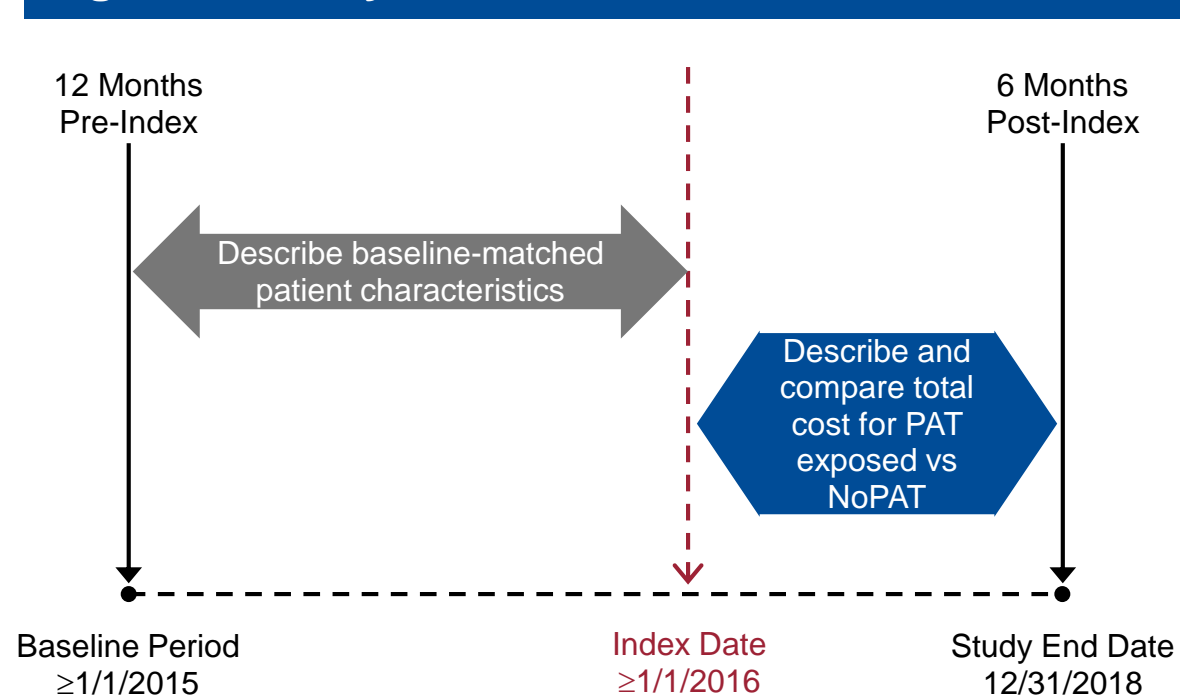 12 Months
Pre-Index
6 Months
Post-Index
Describe baseline-matched
patient characteristics
Describe and
compare total
cost for PAT
exposed vs
NoPAT
Baseline Period
≥1/1/2015
Index Date
≥1/1/2016
Study End Date
12/31/2018